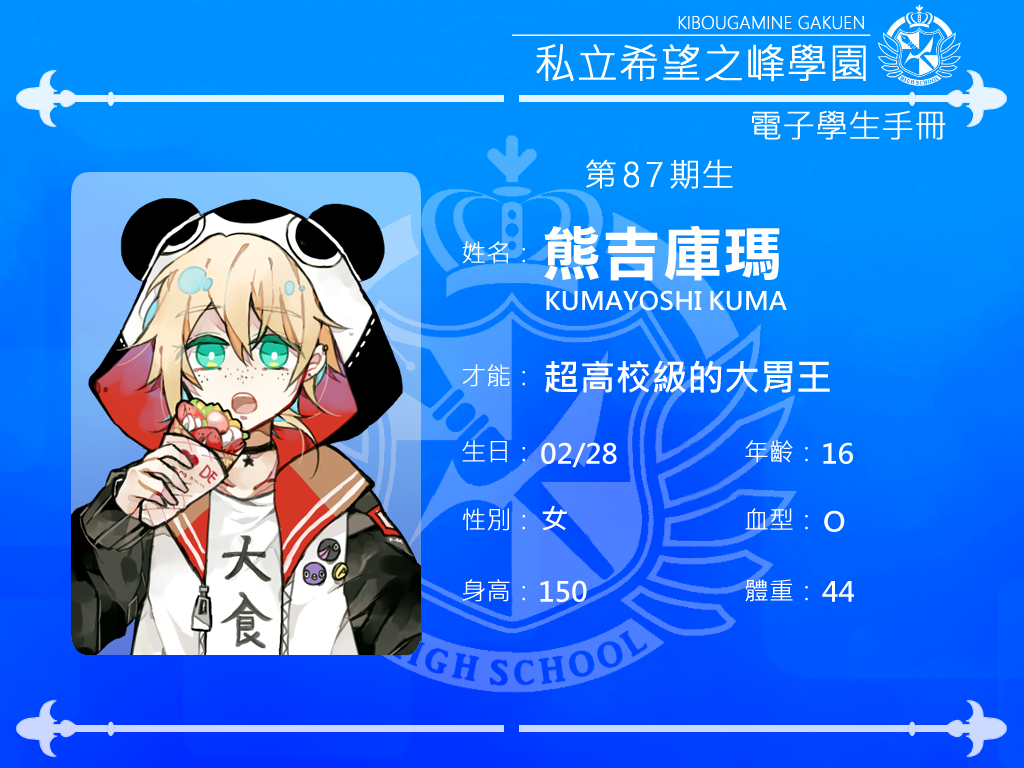 KIBOUGAMINE GAKUEN
私立希望之峰學園
HIGH SCHOOL
電子學生手冊
第87期生
姓名：熊吉庫瑪
KUMAYOSHI KUMA
才能：超高校級的大胃王
生日：02/28 年齡：16
性別：女 血型：O
身高：150 體重：44
DE
大食
HIGH SCHOOL